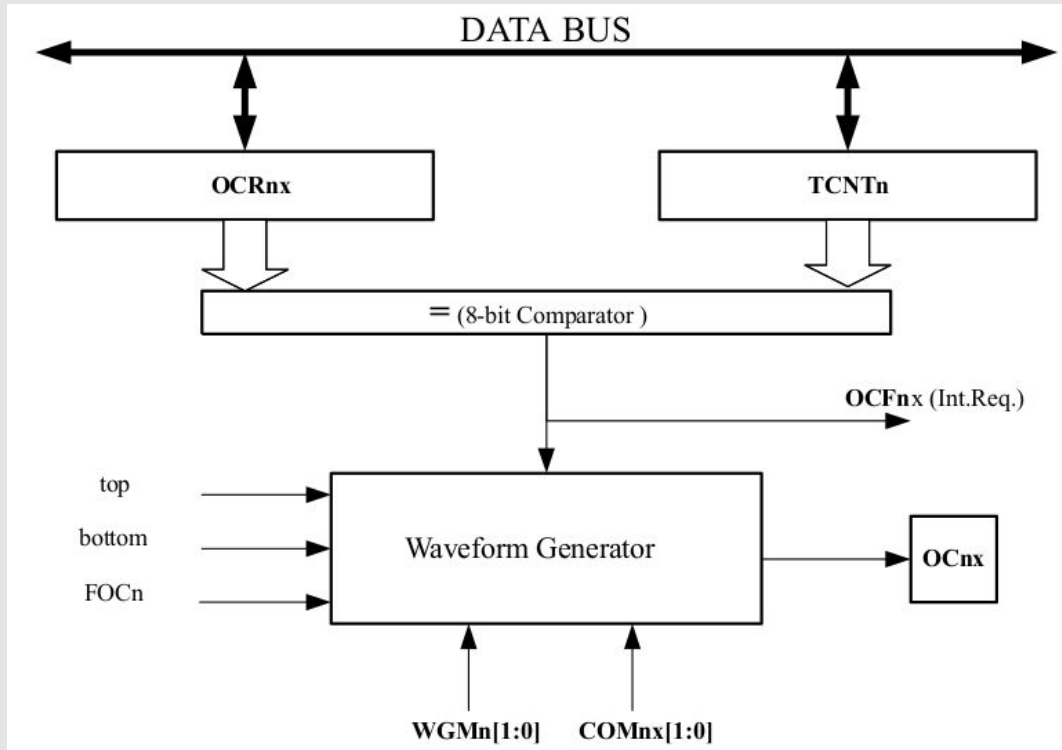 DATA BUS
OCRnx
TCNTn
= (8-bit Comparator )
OCFnx (Int.Req.)
top
bottom
FOCn
Waveform Generator
OCnx
WGMn[1:0]
COMnx[1:0]